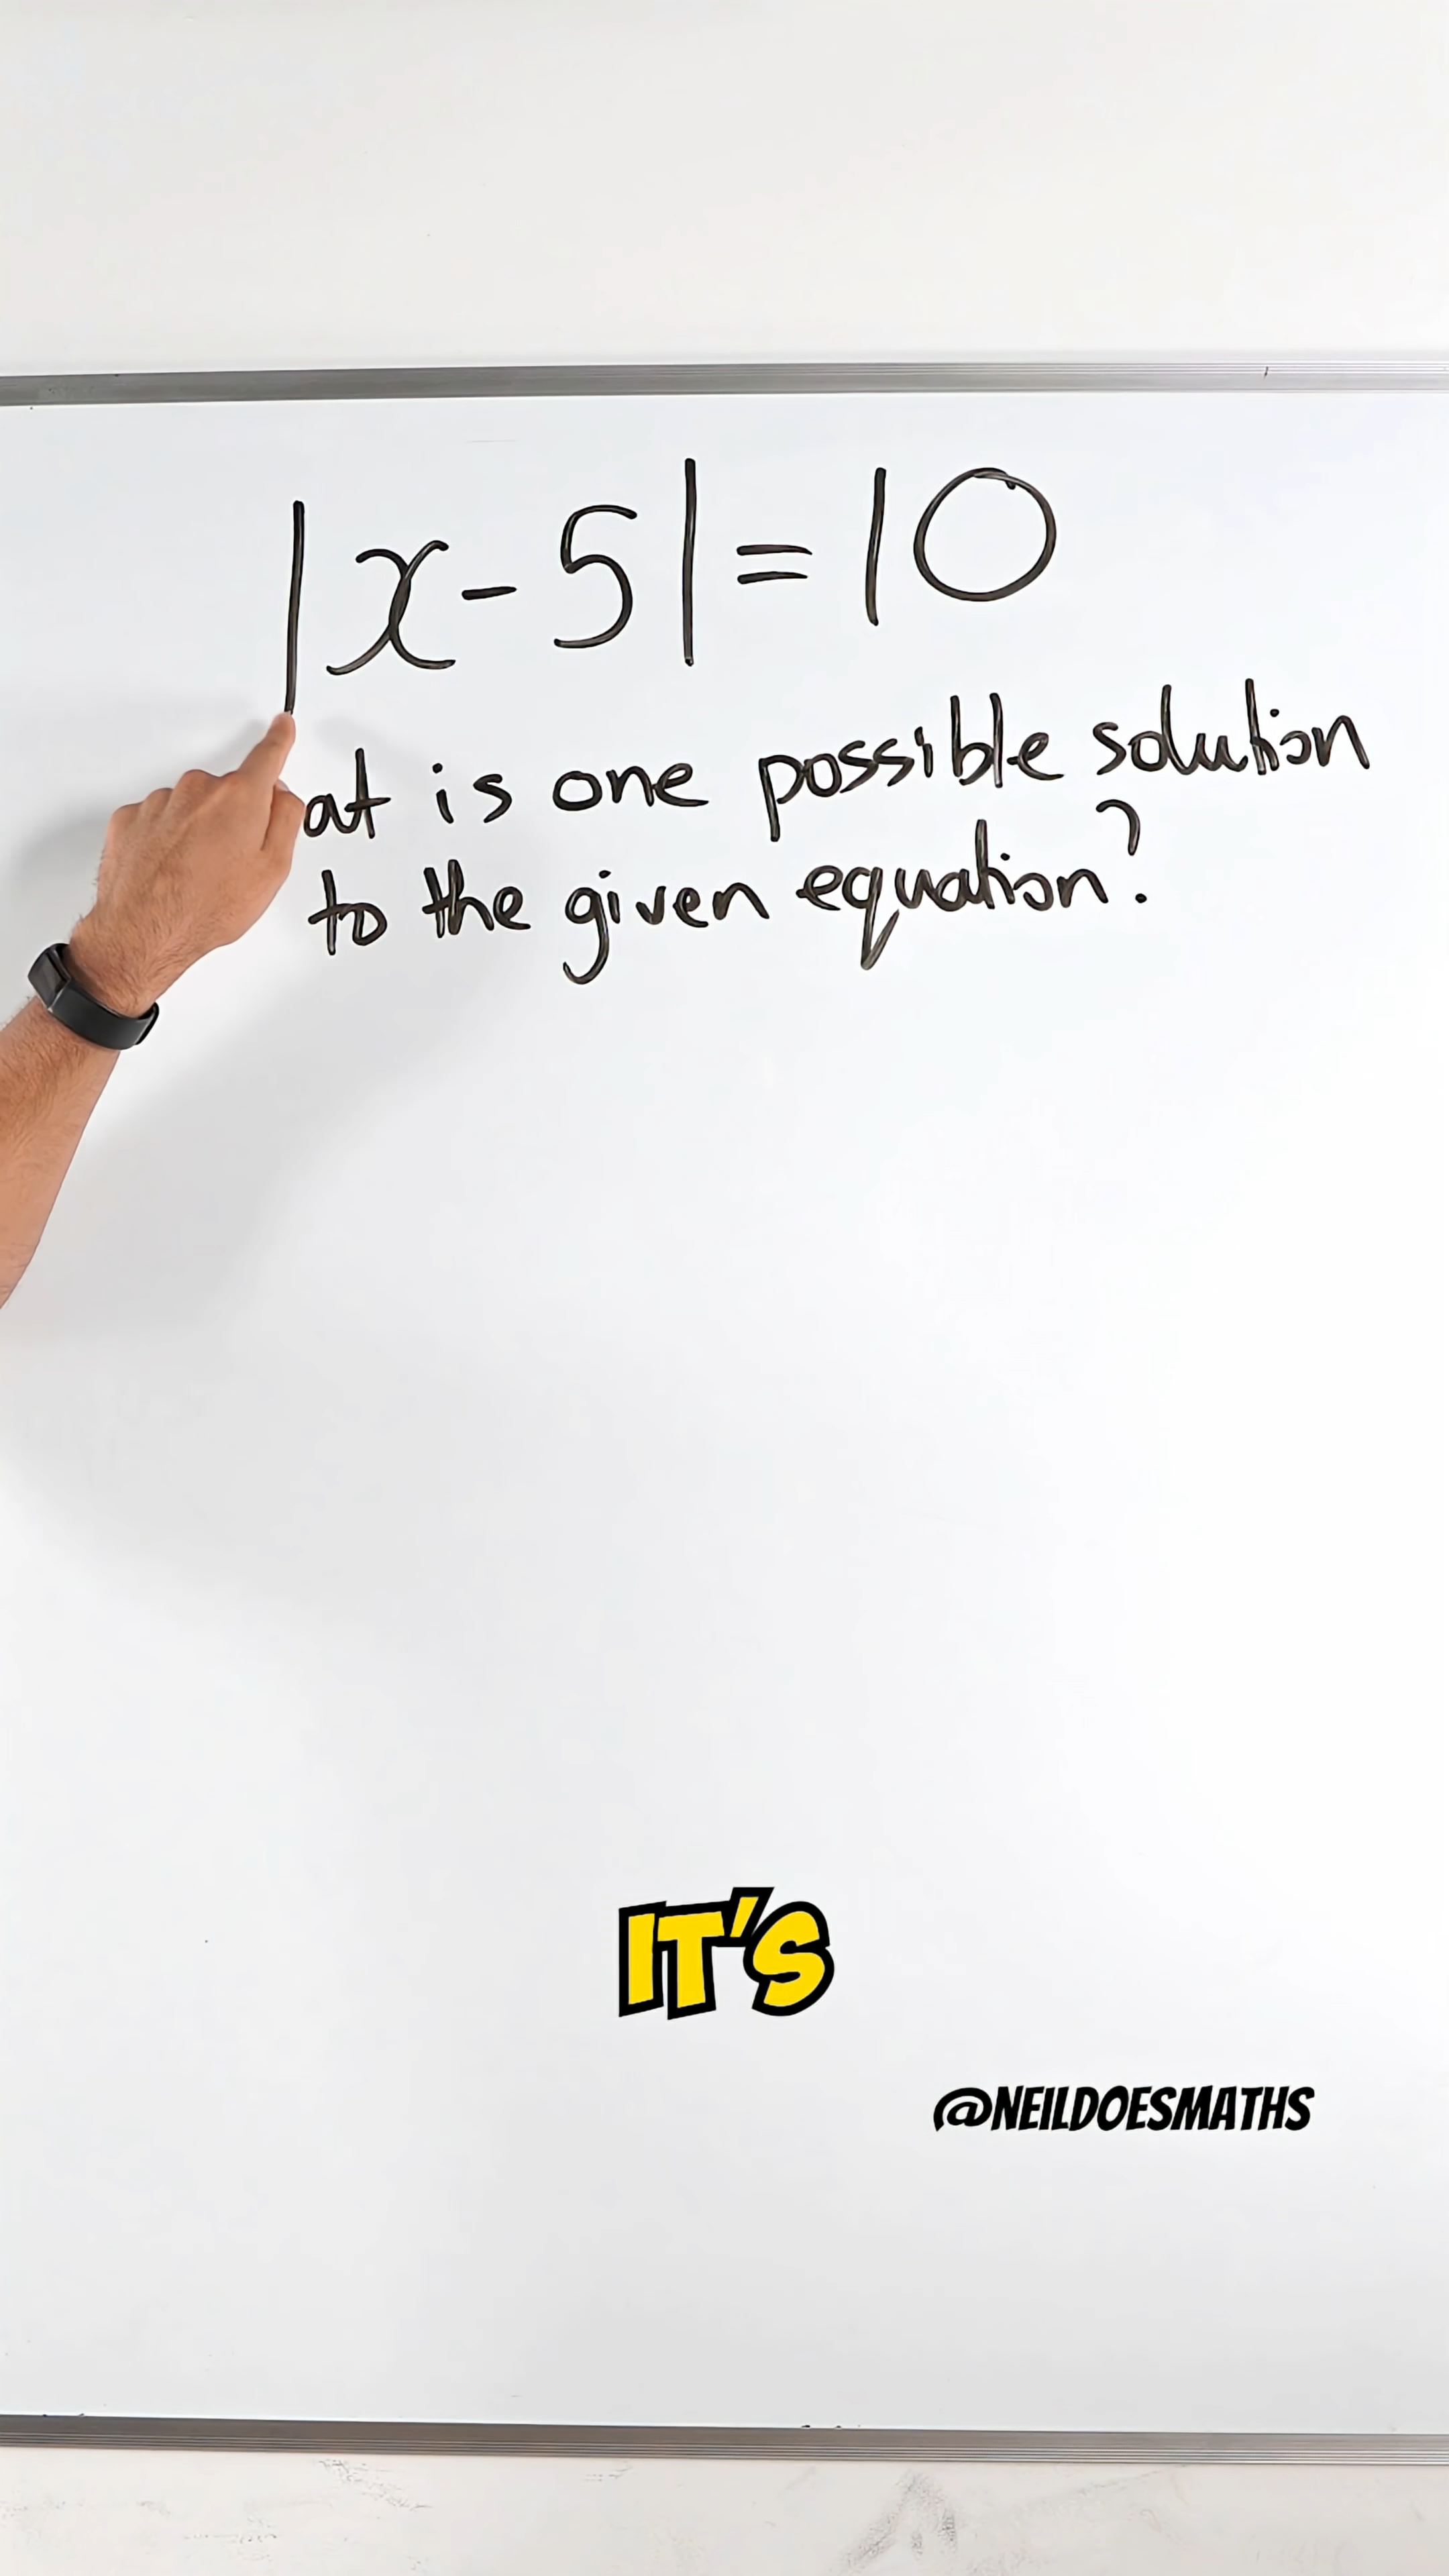 |x-5|=10
at is one possible solution
to the given equation?
IT'S
@NEILDOESMATHS